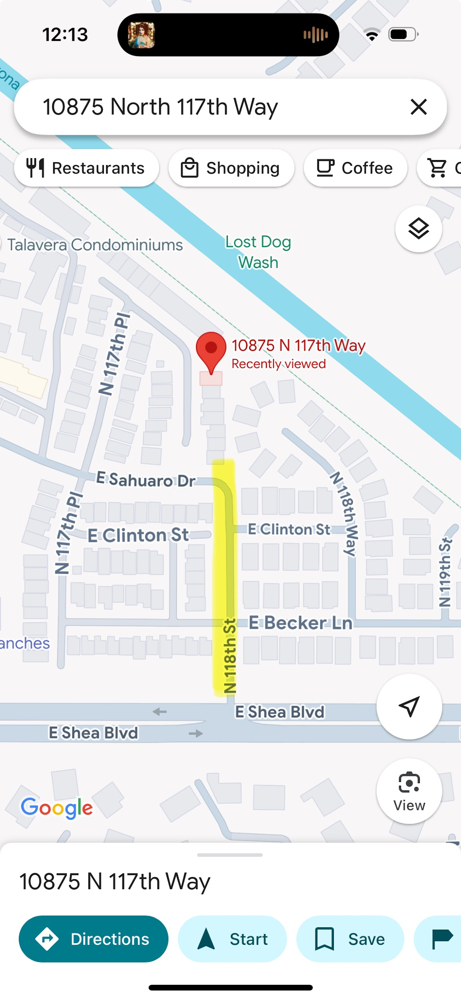 12:13
ona
10875 North 117th Way
Restaurants
Shopping
Coffee
Talavera Condominiums
Lost Dog
Wash
N 117th Pl
10875 N 117th Way
Recently viewed
E Sahuaro Dr
N 118th Way
N 117th Pl
E Clinton St
E Clinton St
N 119th St
E Becker Ln
anches
N 118th St
E Shea Blvd
E Shea Blvd
View
Google
10875 N 117th Way
Directions
Start
Save